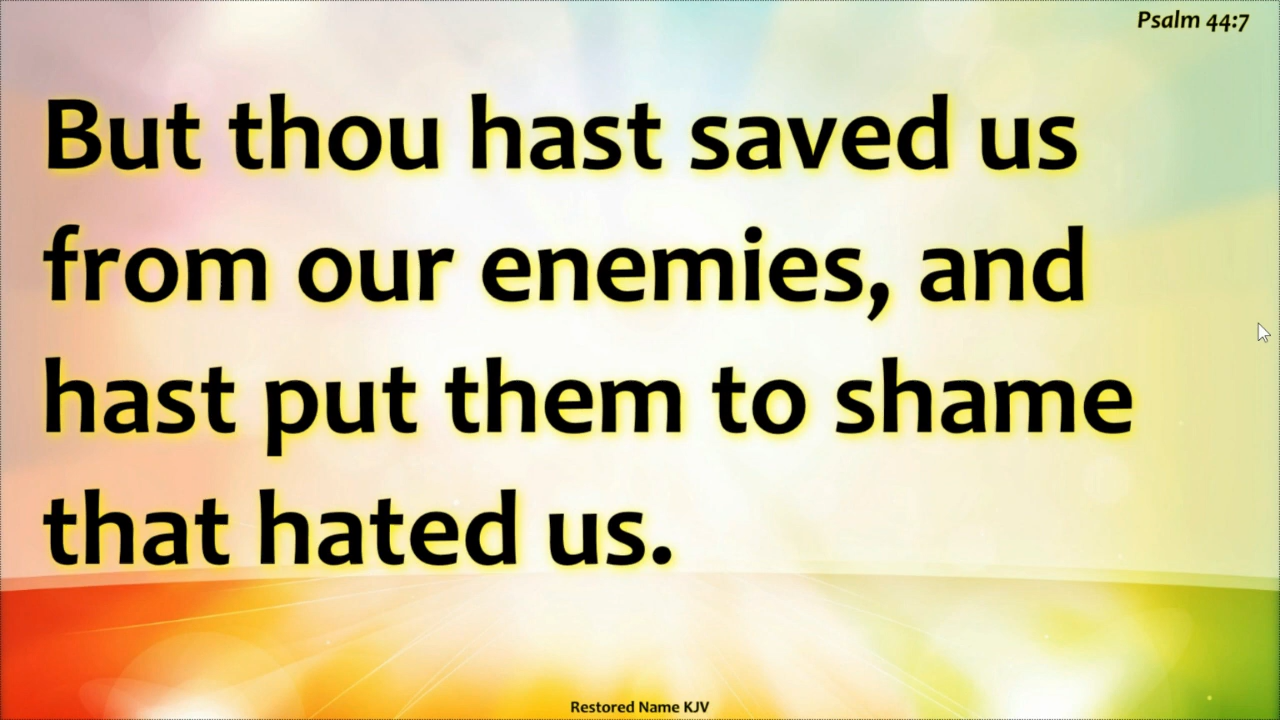 Psalm 44:7
But thou hast saved us
from our enemies, and
hast put them to shame
that hated us.
Restored Name KJV